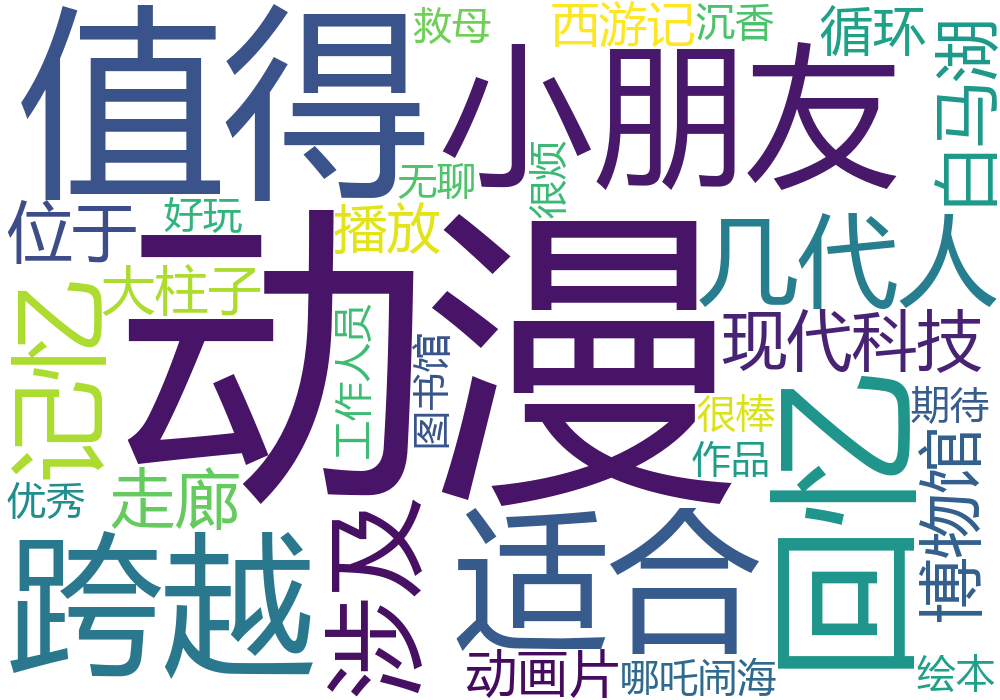 值得
救母
西游记
沉香
循环
白马湖
小朋友
无聊
很烦
位于
好玩
播放
大柱子
动漫
几代人
现代科技
记忆
工作人员
图书馆
很棒
期待
回忆
作品
博物馆
优秀
走廊
涉及
适合
跨越
动画片
哪吒闹海
绘本